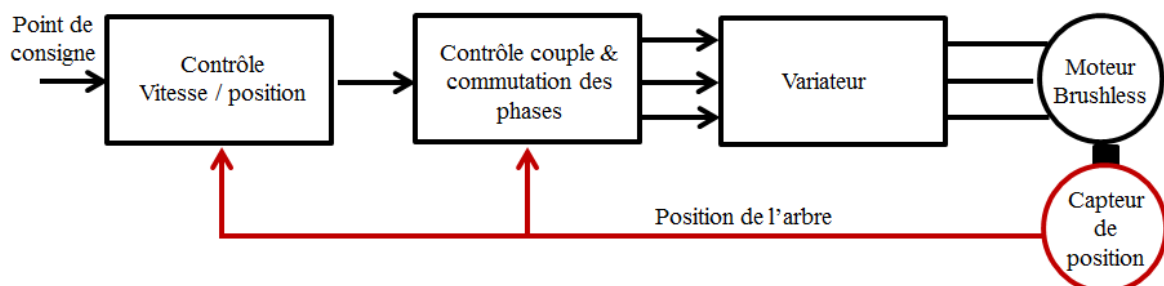 Point de
consigne
Contrôle
Vitesse / position
Contrôle couple &
commutation des
phases
Variateur
Moteur
Brushless
Position de l’arbre
Capteur
de
position